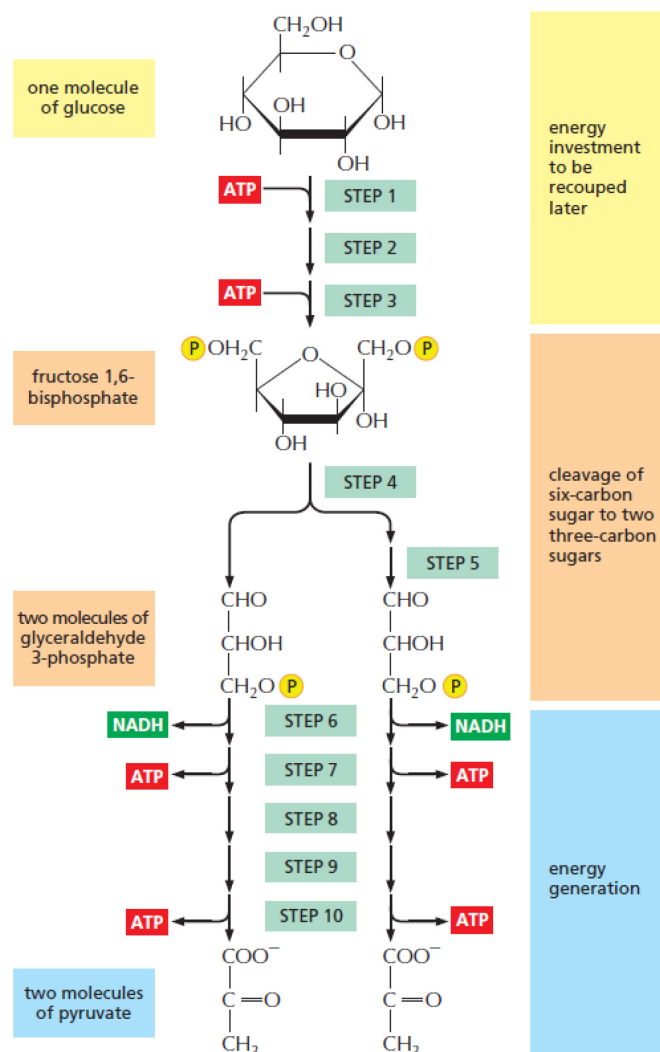 CH₂OH
O
one molecule
of glucose
OH
HO
OH
OH
energy
investment
to be
recouped
later
ATP
STEP 1
STEP 2
ATP
STEP 3
P OH₂C
O
CH₂O P
fructose 1,6-
bisphosphate
HO
OH
OH
STEP 4
cleavage of
six-carbon
sugar to two
three-carbon
sugars
STEP 5
two molecules of
glyceraldehyde
3-phosphate
CHO
CHOH
CH₂O P
CHO
CHOH
CH₂O P
NADH
STEP 6
NADH
ATP
STEP 7
ATP
STEP 8
STEP 9
energy
generation
ATP
STEP 10
ATP
two molecules
of pyruvate
COO⁻
C=O
CH₃
COO⁻
C=O
CH₃